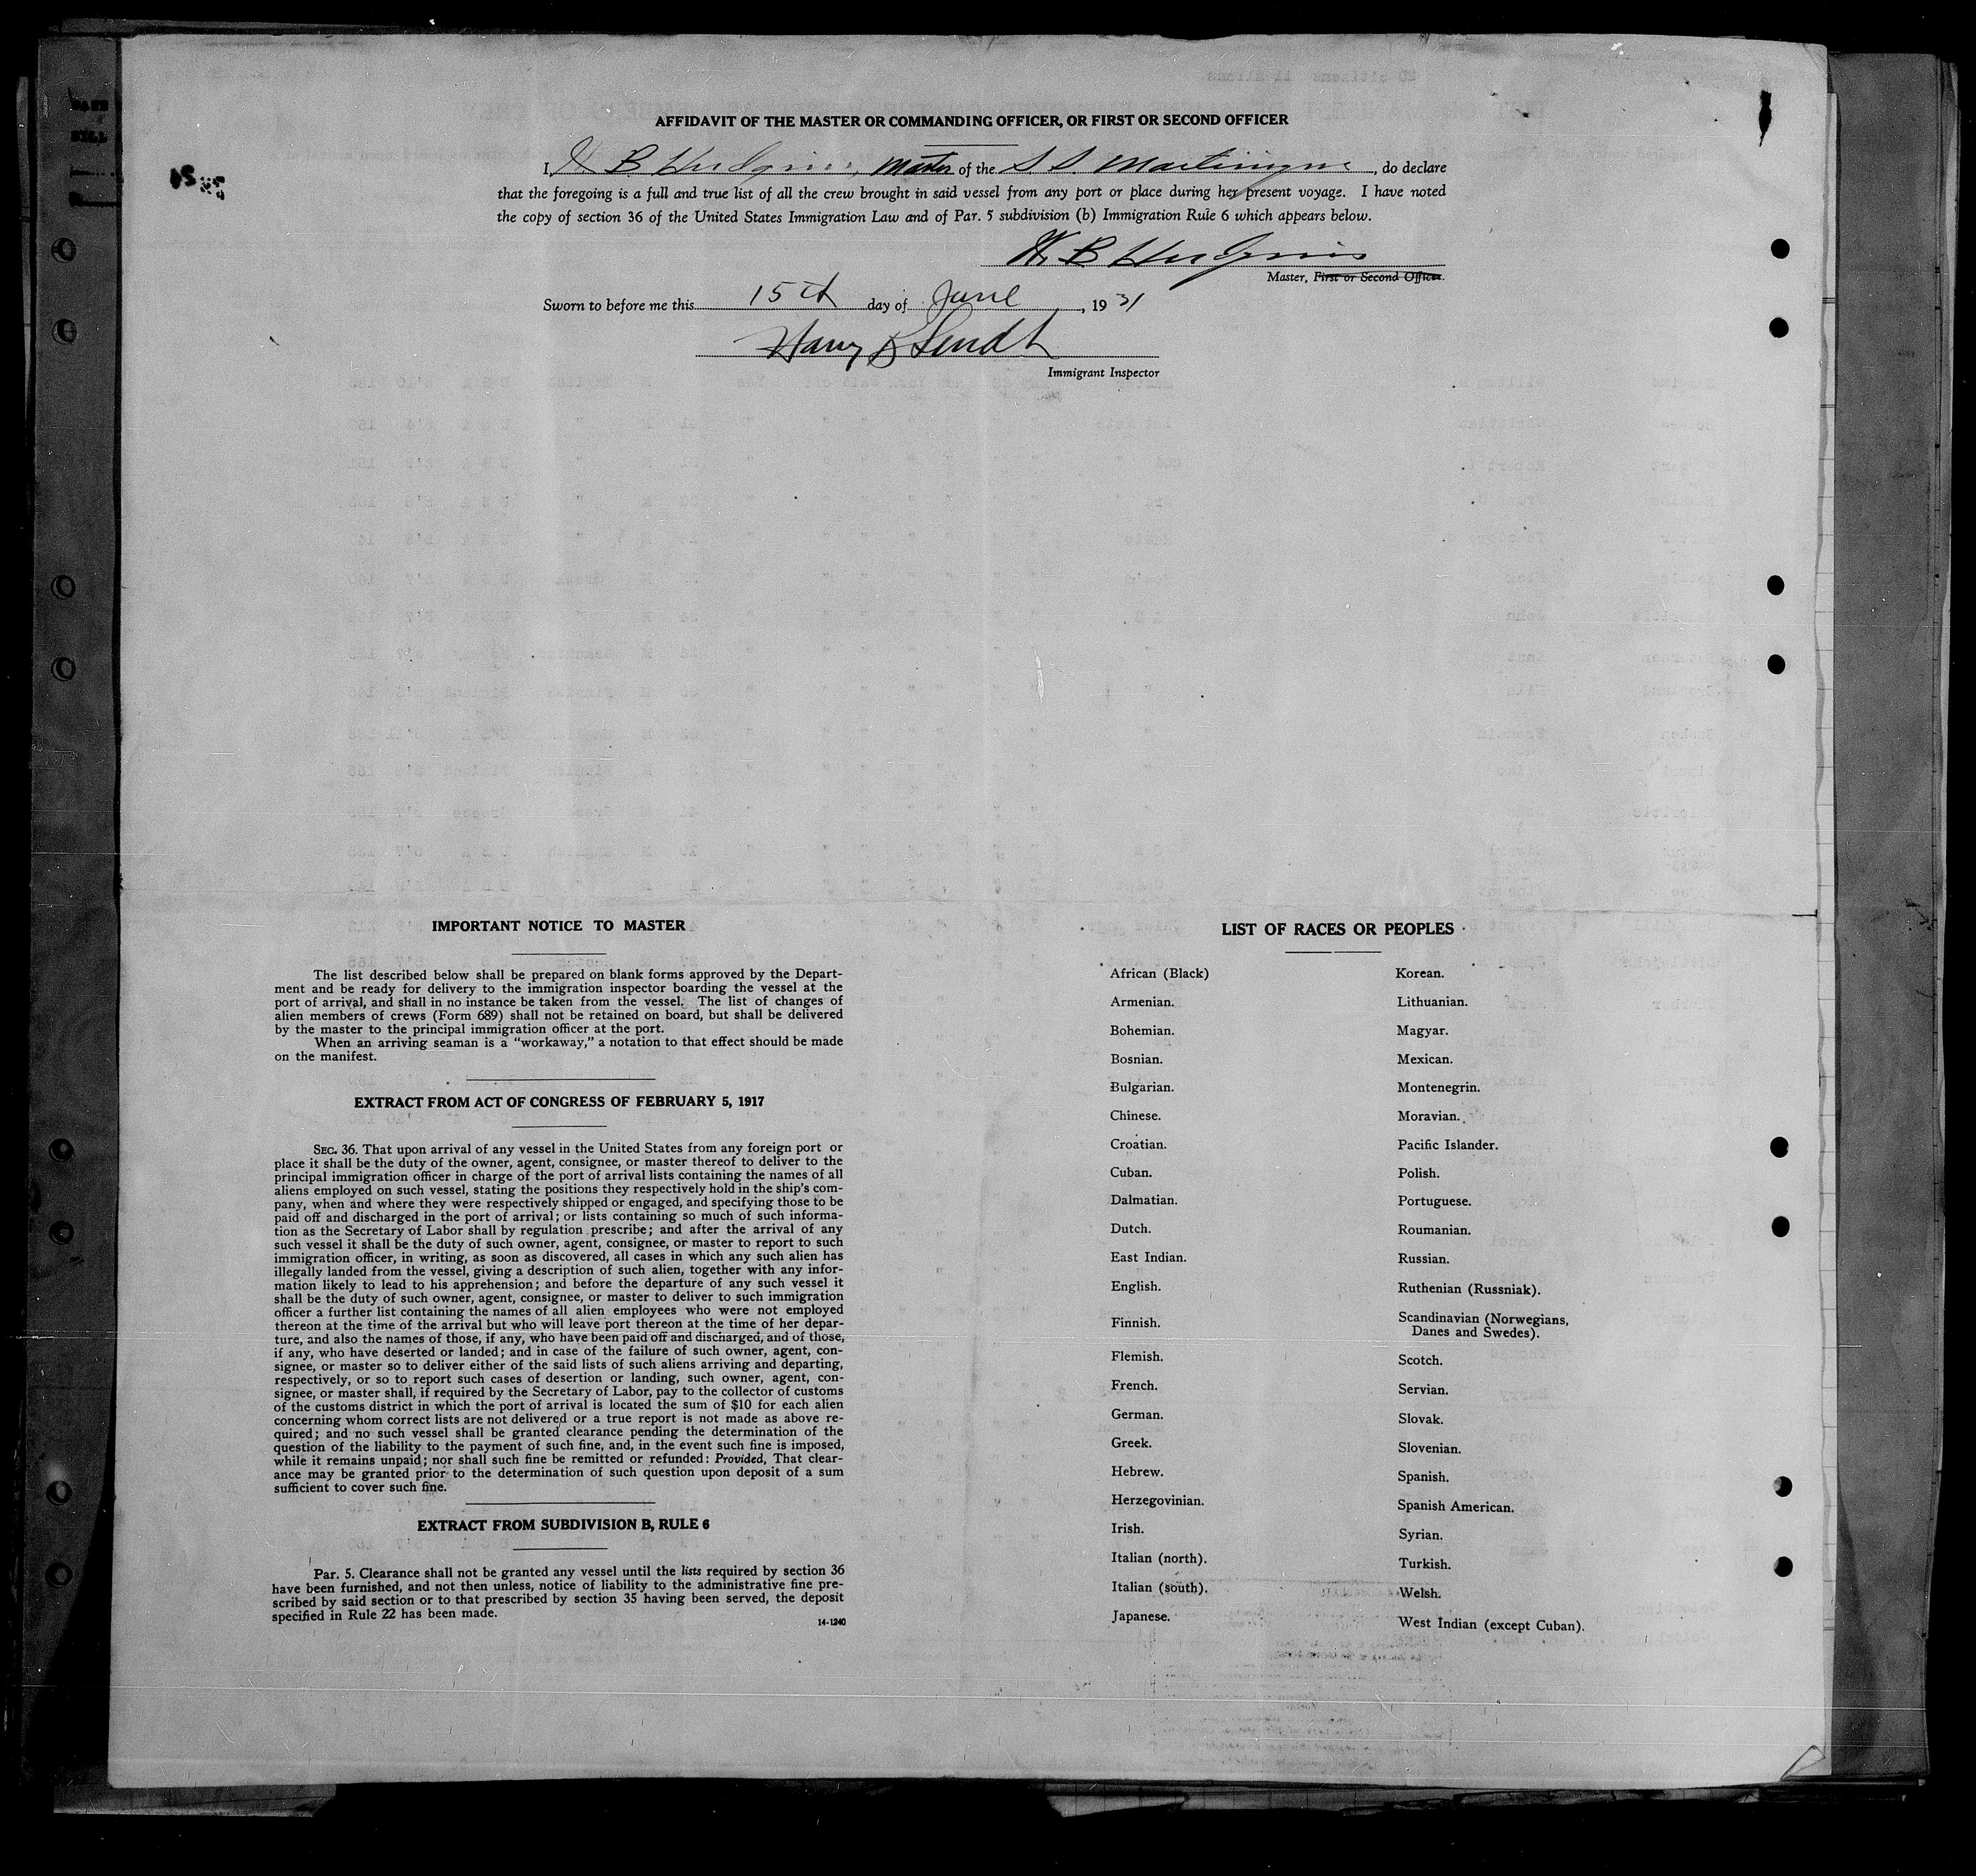 AFFIDAVIT OF THE MASTER OR COMMANDING OFFICER, OR FIRST OR SECOND OFFICER
I, W. B Hudgins, Master of the S.S. Martinique, do declare
that the foregoing is a full and true list of all the crew brought in said vessel from any port or place during her present voyage. I have noted
the copy of section 36 of the United States Immigration Law and of Par. 5 subdivision (b) Immigration Rule 6 which appears below.
W. B Hudgins
Master, First or Second Officer.
Sworn to before me this 15th day of June, 1931
Harry
Immigrant Inspector
IMPORTANT NOTICE TO MASTER
The list described below shall be prepared on blank forms approved by the Depart-
ment and be ready for delivery to the immigration inspector boarding the vessel at the
port of arrival, and shall in no instance be taken from the vessel. The list of changes of
alien members of crews (Form 689) shall not be retained on board, but shall be delivered
by the master to the principal immigration officer at the port.
When an arriving seaman is a "workaway," a notation to that effect should be made
on the manifest.
EXTRACT FROM ACT OF CONGRESS OF FEBRUARY 5, 1917
SEC. 36. That upon arrival of any vessel in the United States from any foreign port or
place it shall be the duty of the owner, agent, consignee, or master thereof to deliver to the
principal immigration officer in charge of the port of arrival lists containing the names of all
aliens employed on such vessel, stating the positions they respectively hold in the ship's com-
pany, when and where they were respectively shipped or engaged, and specifying those to be
paid off and discharged in the port of arrival; or lists containing so much of such informa-
tion as the Secretary of Labor shall by regulation prescribe; and after the arrival of any
such vessel it shall be the duty of such owner, agent, consignee, or master to report to such
immigration officer, in writing, as soon as discovered, all cases in which any such alien has
illegally landed from the vessel, giving a description of such alien, together with any infor-
mation likely to lead to his apprehension; and before the departure of any such vessel it
shall be the duty of such owner, agent, consignee, or master to deliver to such immigration
officer a further list containing the names of all alien employees who were not employed
thereon at the time of the arrival but who will leave port thereon at the time of her depar-
ture, and also the names of those, if any, who have been paid off and discharged, and of those,
if any, who have deserted or landed; and in case of the failure of such owner, agent, con-
signee, or master so to deliver either of the said lists of such aliens arriving and departing,
respectively, or so to report such cases of desertion or landing, such owner, agent, con-
signee, or master shall, if required by the Secretary of Labor, pay to the collector of customs
of the customs district in which the port of arrival is located the sum of $10 for each alien
concerning whom correct lists are not delivered or a true report is not made as above re-
quired; and no such vessel shall be granted clearance pending the determination of the
question of the liability to the payment of such fine, and, in the event such fine is imposed,
while it remains unpaid; nor shall such fine be remitted or refunded: Provided, That clear-
ance may be granted prior to the determination of such question upon deposit of a sum
sufficient to cover such fine.
EXTRACT FROM SUBDIVISION B, RULE 6
Par. 5. Clearance shall not be granted any vessel until the lists required by section 36
have been furnished, and not then unless, notice of liability to the administrative fine pre-
scribed by said section or to that prescribed by section 35 having been served, the deposit
specified in Rule 22 has been made.
14-1240
LIST OF RACES OR PEOPLES
African (Black)
Armenian.
Bohemian.
Bosnian.
Bulgarian.
Chinese.
Croatian.
Cuban.
Dalmatian.
Dutch.
East Indian.
English.
Finnish.
Flemish.
French.
German.
Greek.
Hebrew.
Herzegovinian.
Irish.
Italian (north).
Italian (south).
Japanese.
Korean.
Lithuanian.
Magyar.
Mexican.
Montenegrin.
Moravian.
Pacific Islander.
Polish.
Portuguese.
Roumanian.
Russian.
Ruthenian (Russniak).
Scandinavian (Norwegians,
Danes and Swedes).
Scotch.
Servian.
Slovak.
Slovenian.
Spanish.
Spanish American.
Syrian.
Turkish.
Welsh.
West Indian (except Cuban).